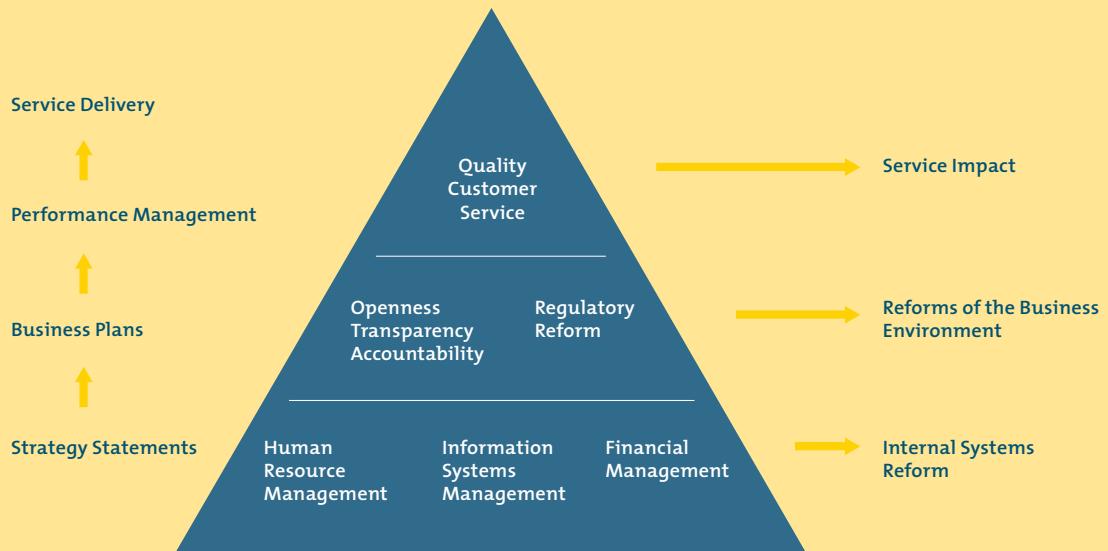 Service Delivery
Performance Management
Business Plans
Strategy Statements
Quality
Customer
Service
Openness
Transparency
Accountability
Regulatory
Reform
Human
Resource
Management
Information
Systems
Management
Financial
Management
Service Impact
Reforms of the Business
Environment
Internal Systems
Reform